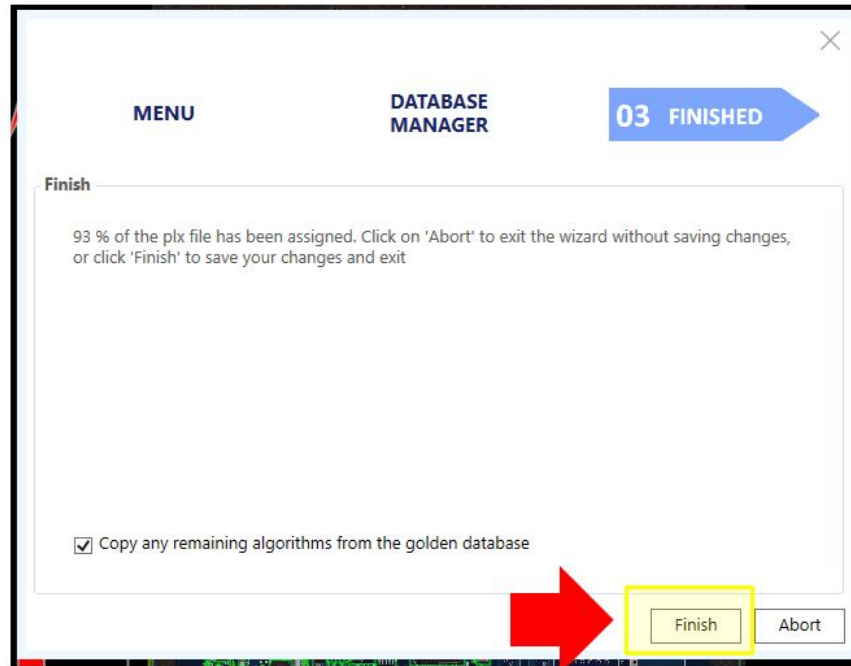 MENU
DATABASE
MANAGER
03 FINISHED
Finish
93 % of the plx file has been assigned. Click on 'Abort' to exit the wizard without saving changes,
or click 'Finish' to save your changes and exit
Copy any remaining algorithms from the golden database
Finish Abort